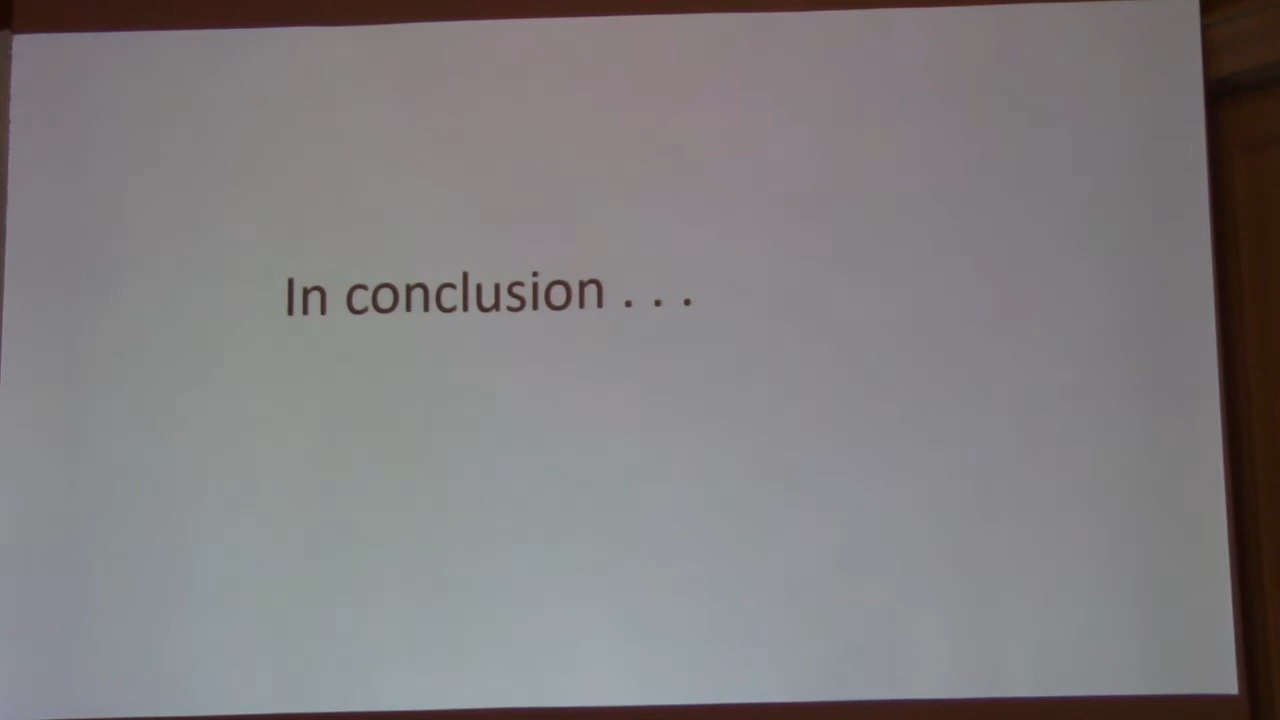 In conclusion . . .